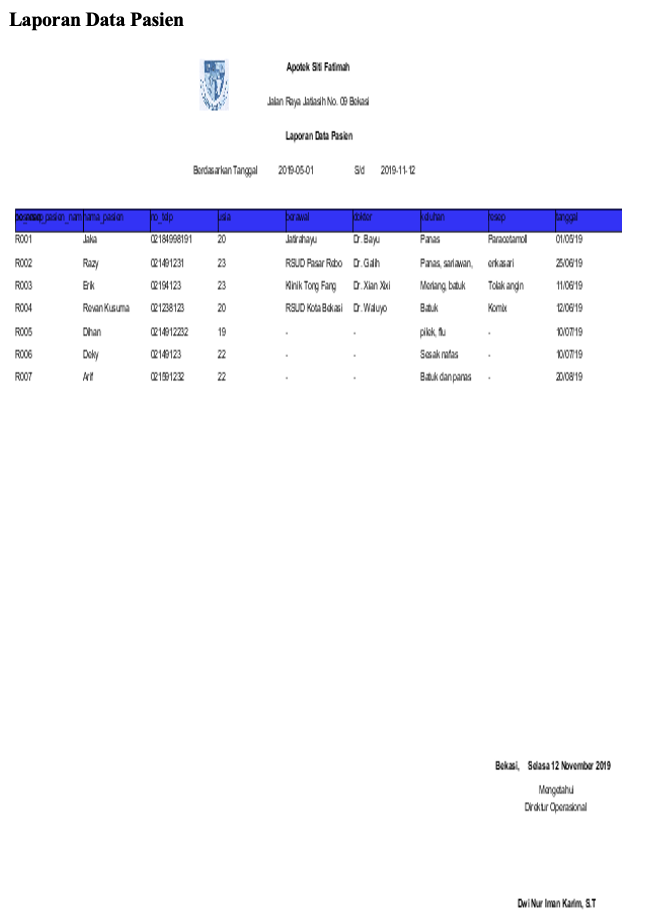 Laporan Data Pasien
Apotek Siti Fatimah
Jalan Raya Jatiasih No. 09 Bekasi
Laporan Data Pasien
Berdasarkan Tanggal 2019-05-01 S/d 2019-11-12
nama_pasien no_telp usia perawat dokter keluhan resep tanggal
R001 Jaka 02184998191 20 Jatirahayu Dr. Bayu Panas Paracetamoll 01/05/19
R002 Razy 021491231 23 RSUD Pasar Rebo Dr. Galih Panas, sariawan, erkasari 25/06/19
R003 Erik 02194123 23 Klinik Tong Fang Dr. Xian Xixi Meriang, batuk Tolak angin 11/06/19
R004 Revan Kusuma 021238123 20 RSUD Kota Bekasi Dr. Waluyo Batuk Komix 12/06/19
R005 Dihan 0214912232 19 - - pilek, flu - 10/07/19
R006 Deky 02149123 22 - - Sesak nafas - 10/07/19
R007 Arif 021591232 22 - - Batuk dan panas - 20/08/19
Bekasi, Selasa 12 November 2019
Mengetahui
Direktur Operasional
Dwi Nur Iman Karim, S.T